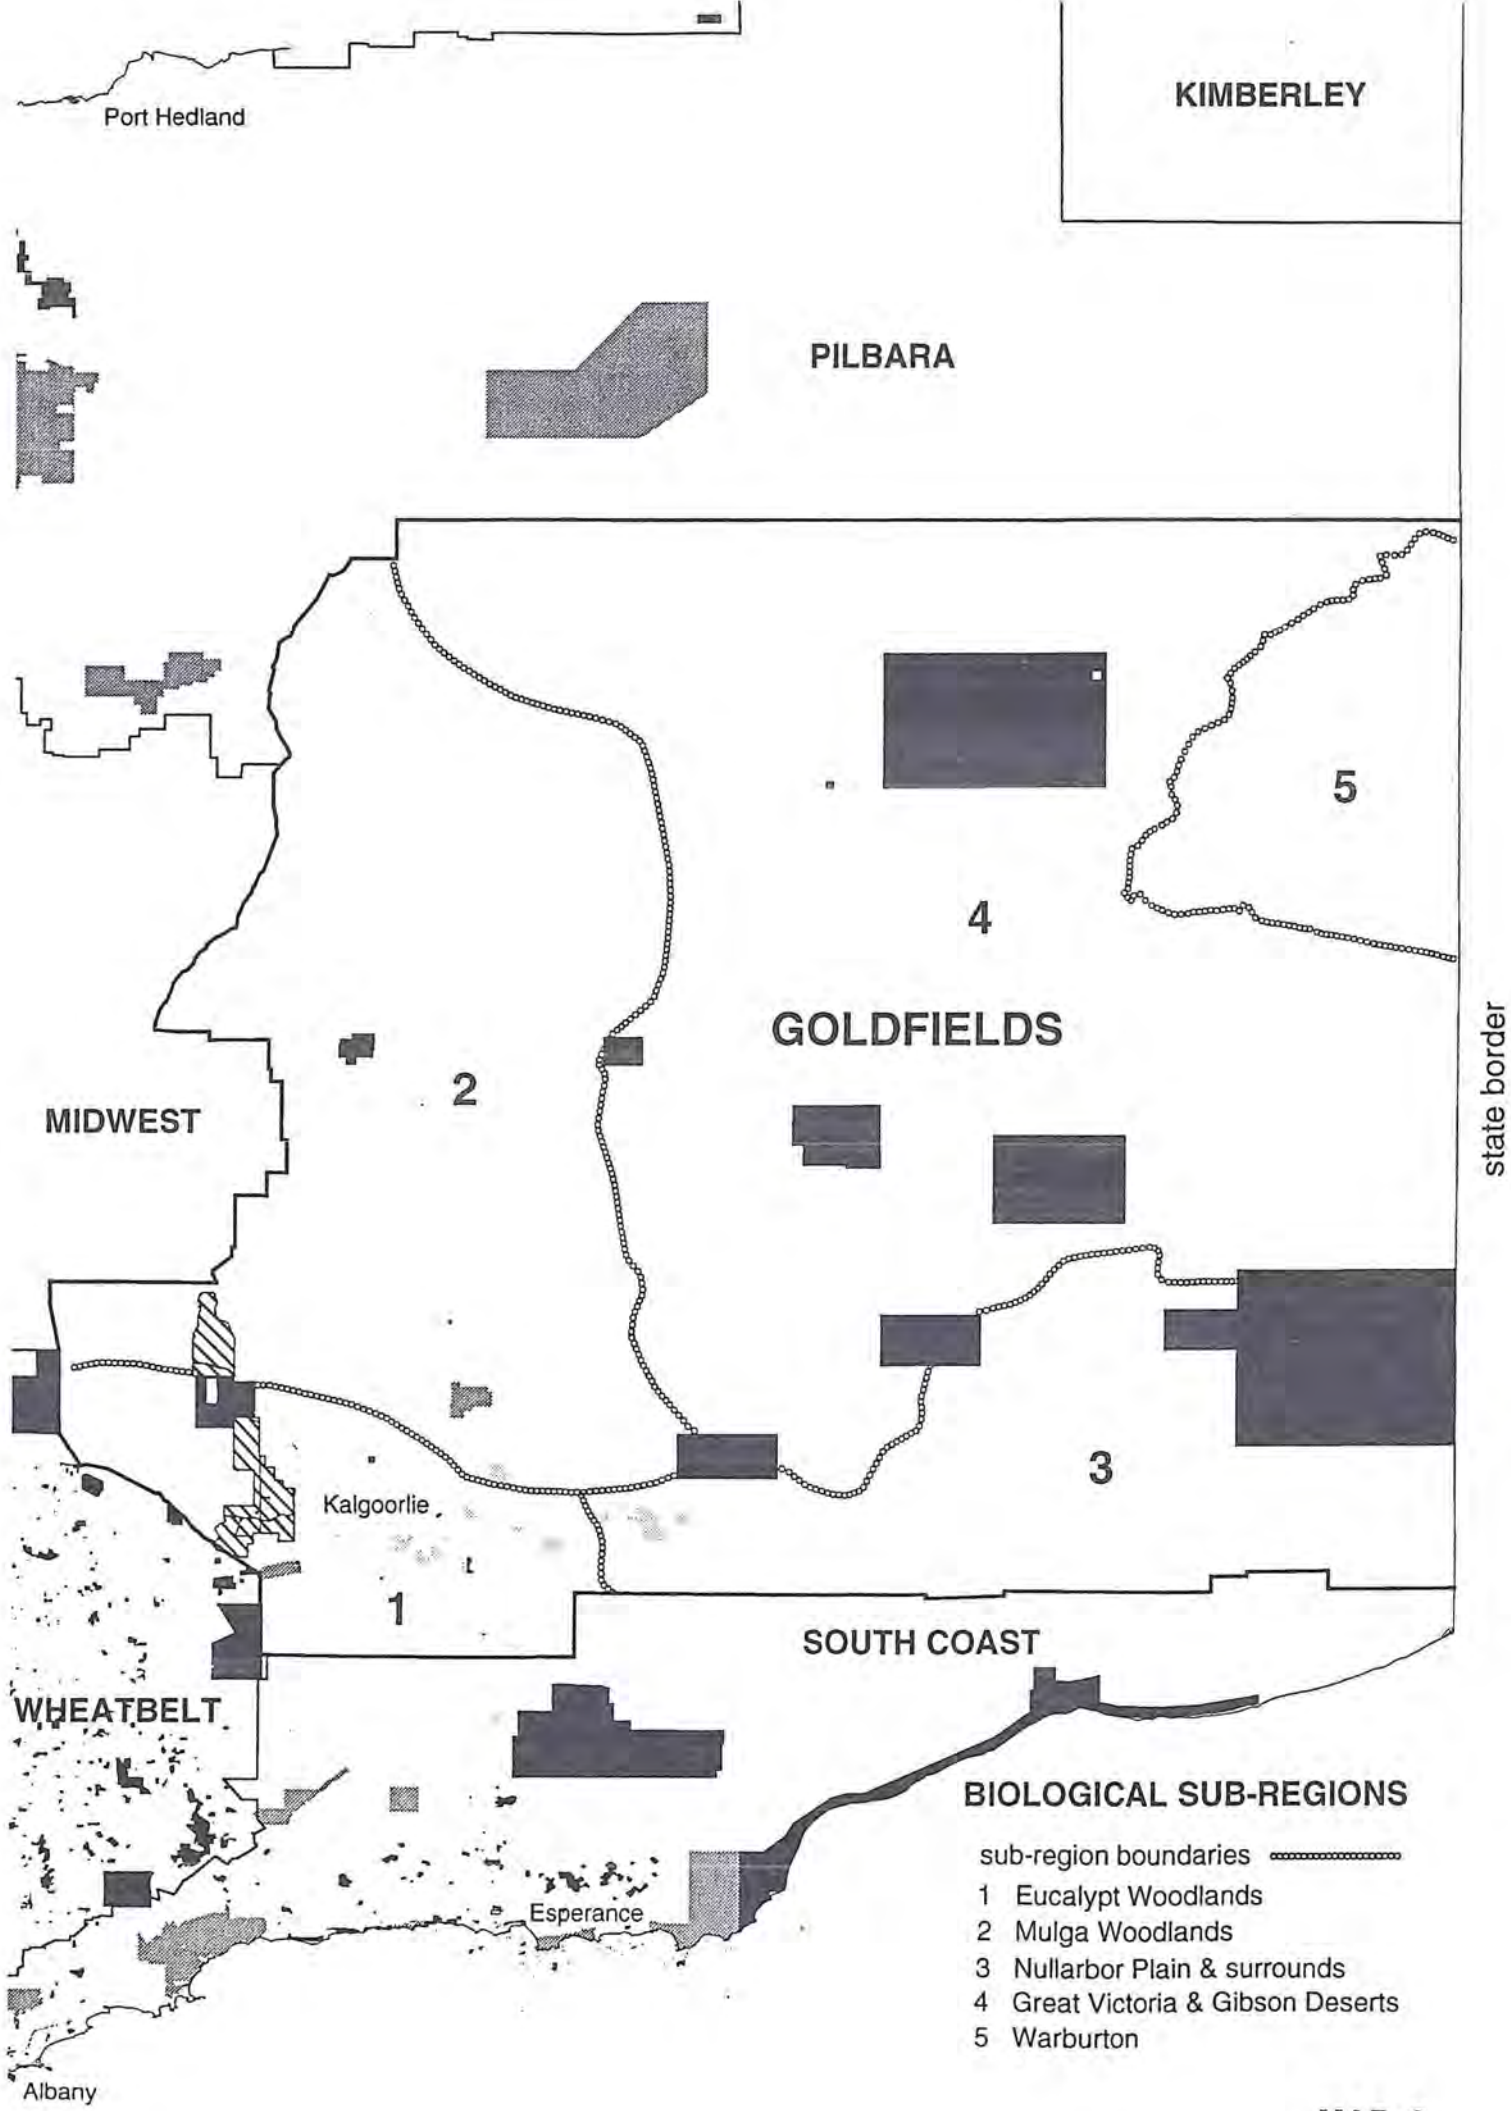 KIMBERLEY
Port Hedland
PILBARA
5
4
GOLDFIELDS
2
MIDWEST
state border
3
Kalgoorlie
1
SOUTH COAST
WHEATBELT
BIOLOGICAL SUB-REGIONS
sub-region boundaries
1 Eucalypt Woodlands
2 Mulga Woodlands
3 Nullarbor Plain & surrounds
4 Great Victoria & Gibson Deserts
5 Warburton
Esperance
Albany